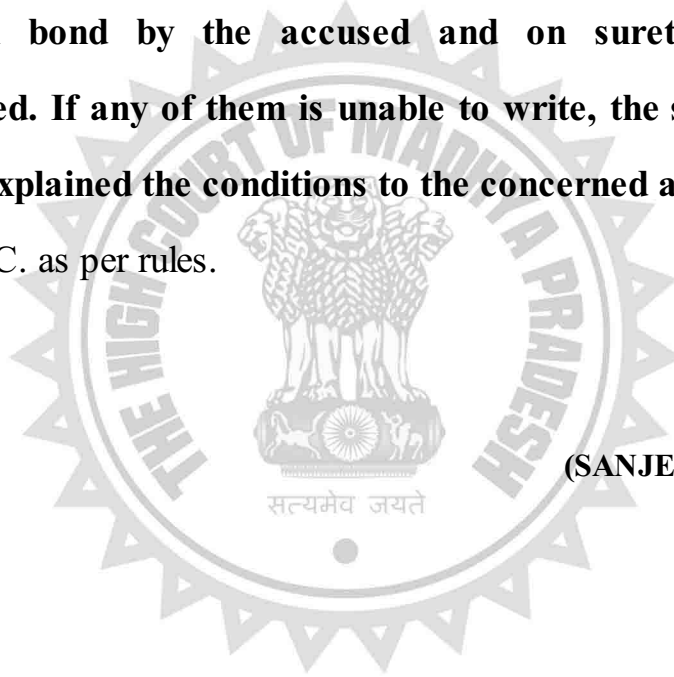 bond by the accused and on suret
ed. If any of them is unable to write, the s
xplained the conditions to the concerned a
C. as per rules.
THE HIGH COURT OF MADHYA PRADESH
(SANJE
सत्यमेव जयते